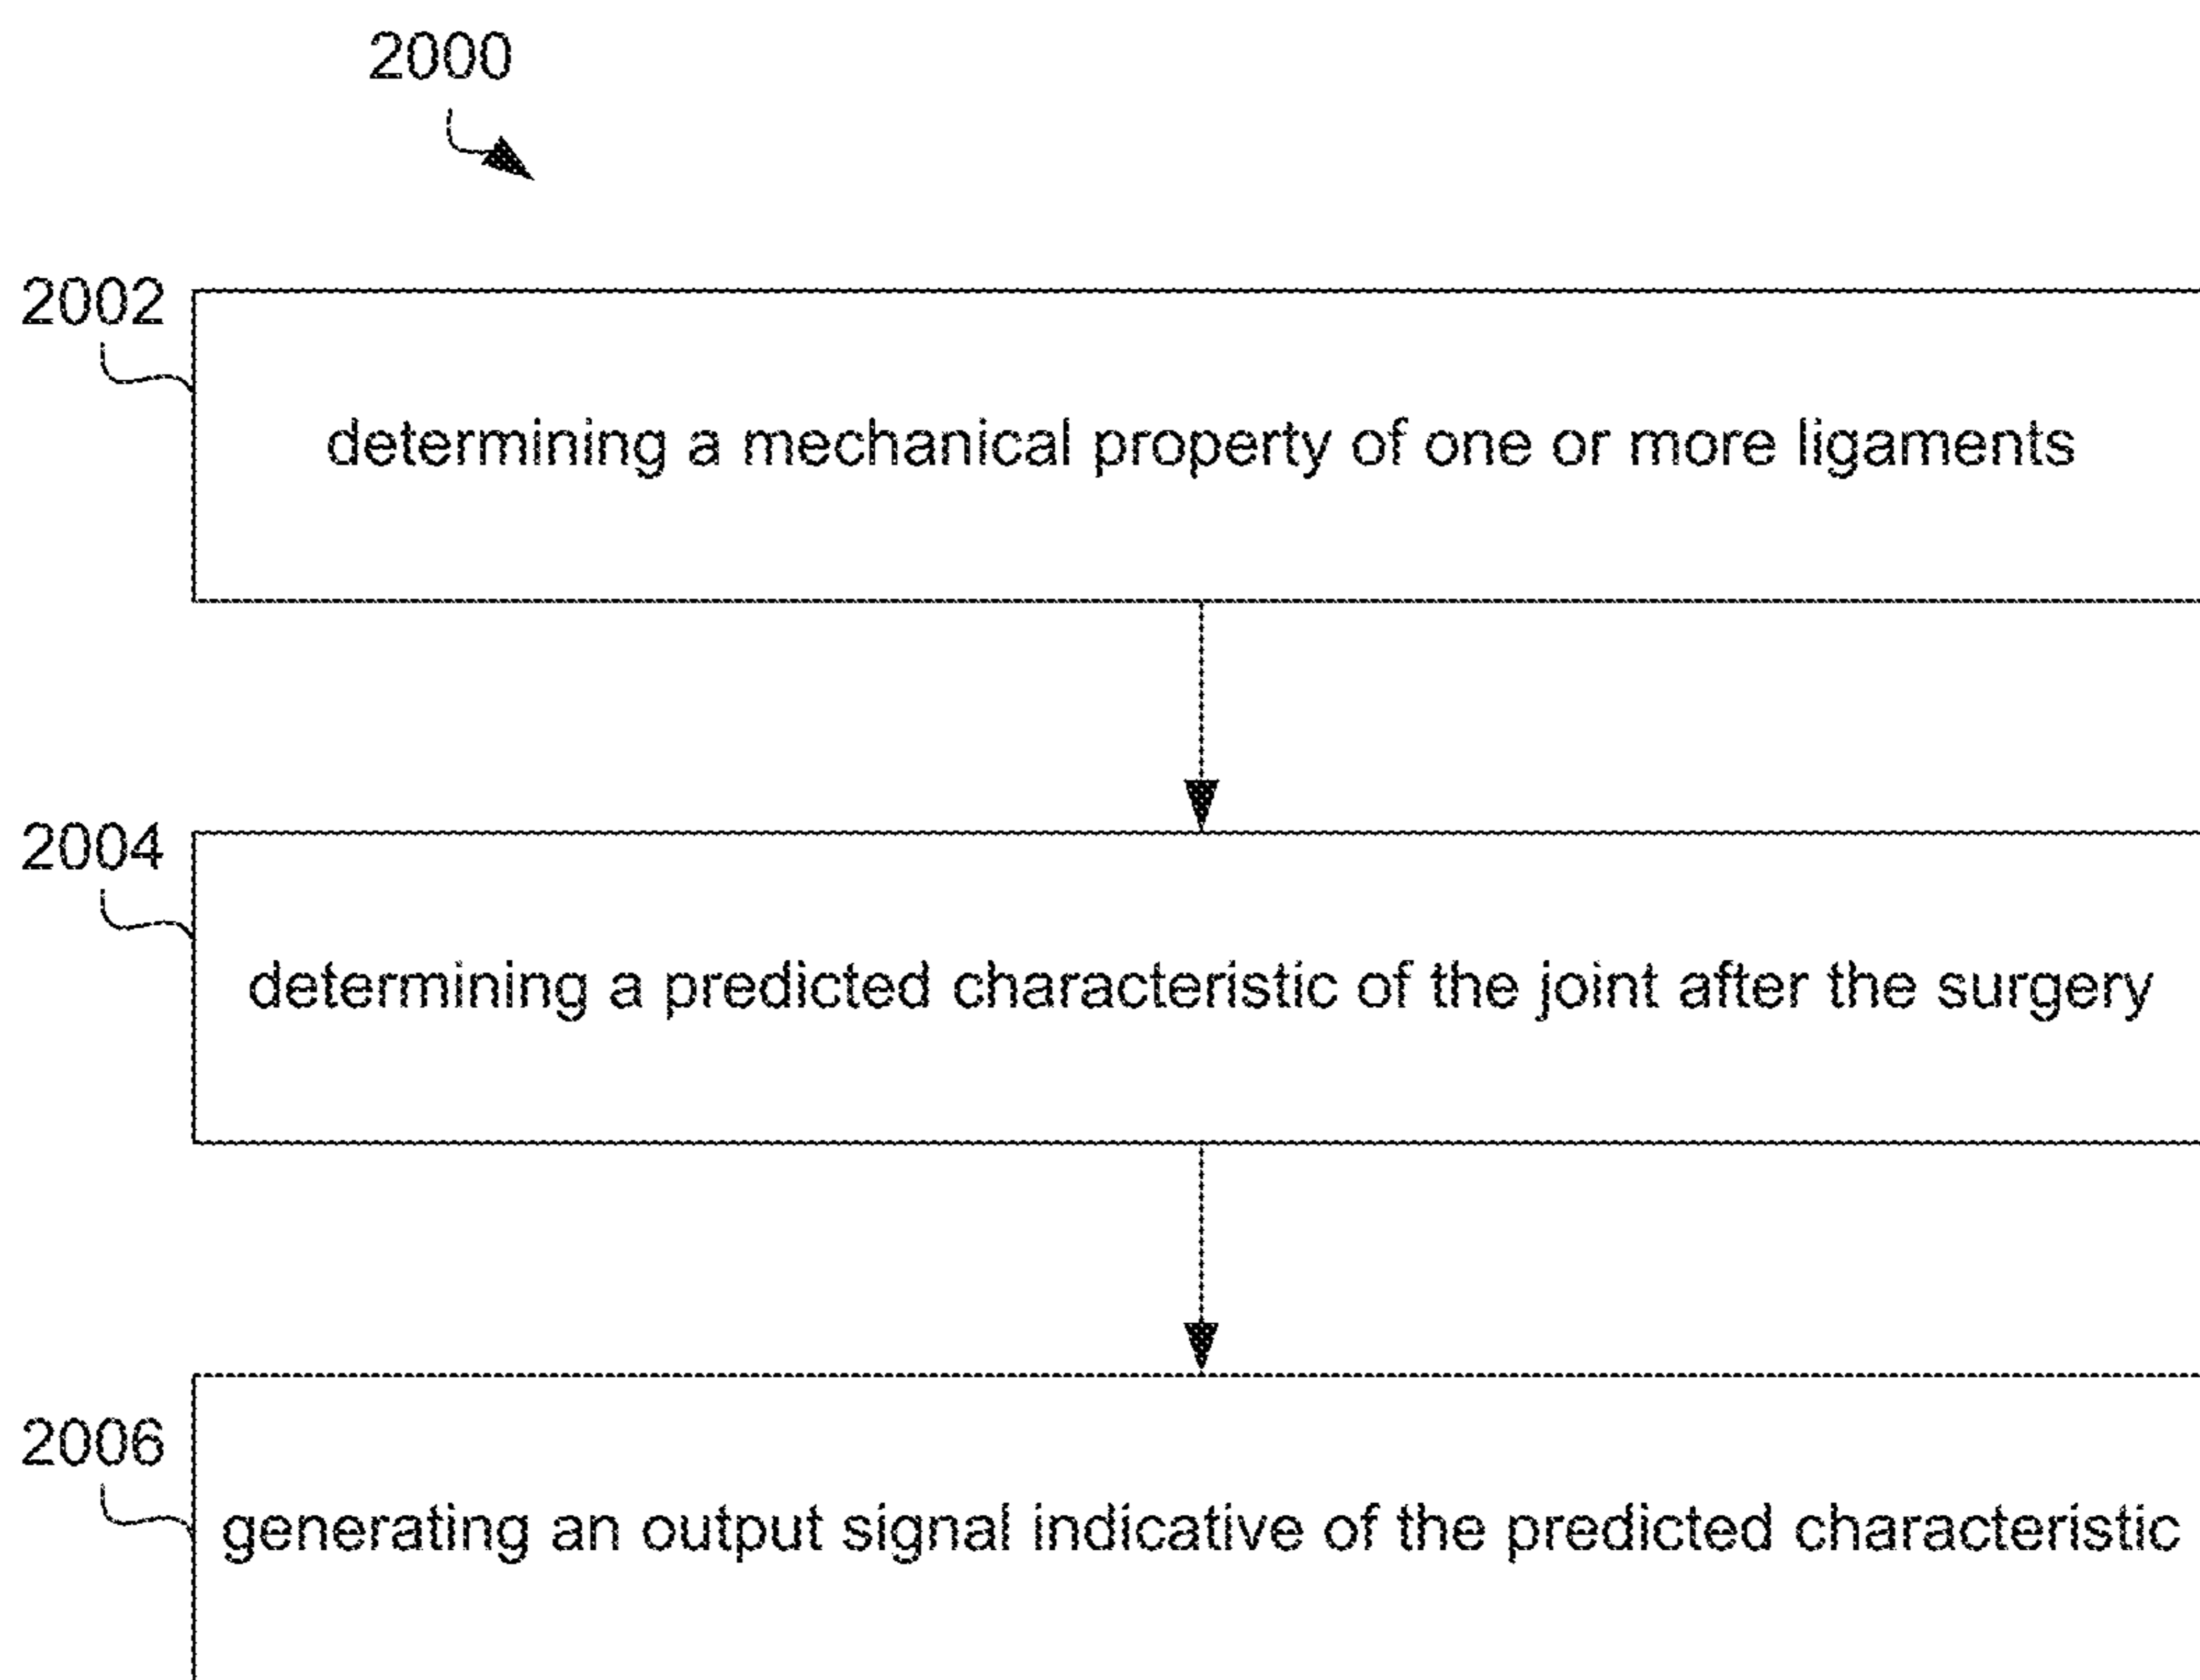 2000
2002
determining a mechanical property of one or more ligaments
2004
determining a predicted characteristic of the joint after the surgery
2006
generating an output signal indicative of the predicted characteristic